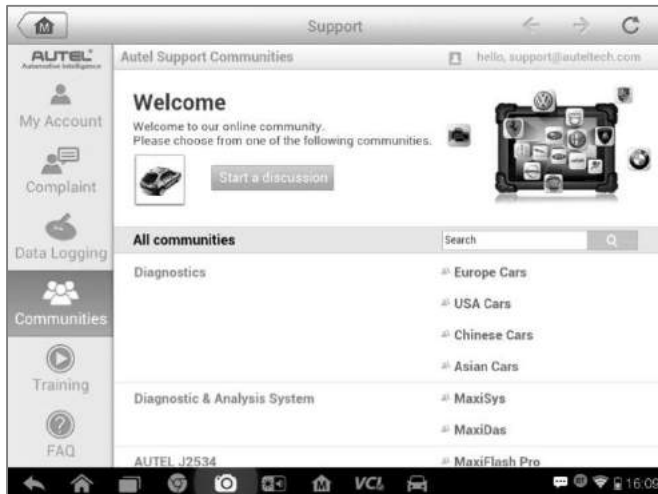 M
Support
AUTEL
Automotive Intelligence
Autel Support Communities
hello, support@auteltech.com
My Account
Complaint
Data Logging
Communities
Training
FAQ
Welcome
Welcome to our online community.
Please choose from one of the following communities.
Start a discussion
All communities
Search
Diagnostics
Europe Cars
USA Cars
Chinese Cars
Asian Cars
Diagnostic & Analysis System
MaxiSys
MaxiDas
AUTEL J2534
MaxiFlash Pro
M
VCI
16:09